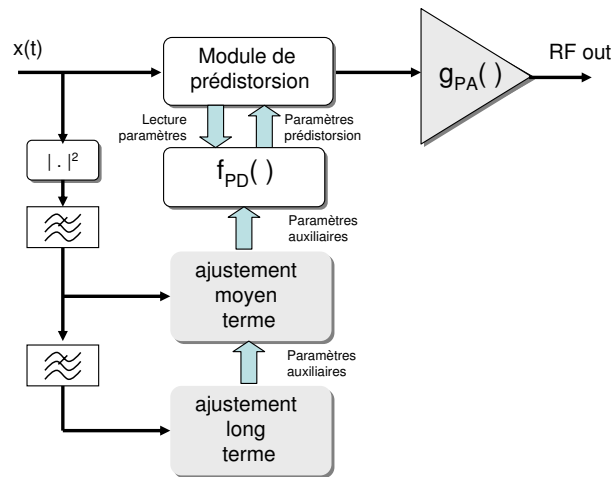 x(t)
Module de
prédistorsion
g_PA( )
RF out
Lecture
paramètres
Paramètres
prédistorsion
| . |²
f_PD( )
Paramètres
auxiliaires
ajustement
moyen
terme
Paramètres
auxiliaires
ajustement
long
terme